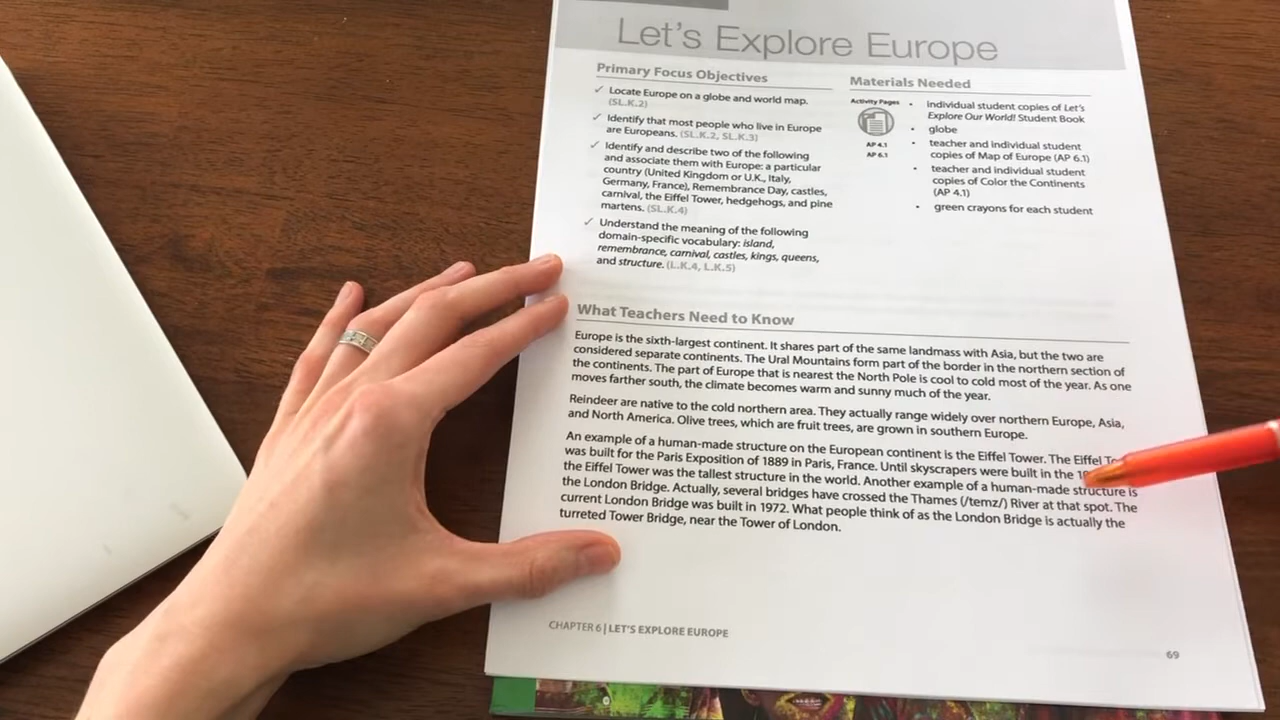 Let's Explore Europe
Primary Focus Objectives
✓ Locate Europe on a globe and world map.
(SL.K.2)
✓ Identify that most people who live in Europe
are Europeans. (SL.K.2, SL.K.3)
✓ Identify and describe two of the following
and associate them with Europe: a particular
country (United Kingdom or U.K., Italy,
Germany, France), Remembrance Day, castles,
carnival, the Eiffel Tower, hedgehogs, and pine
martens. (SL.K.4)
✓ Understand the meaning of the following
domain-specific vocabulary: island,
remembrance, carnival, castles, kings, queens,
and structure. (L.K.4, L.K.5)
Materials Needed
Activity Pages
AP 4.1
AP 6.1
• individual student copies of Let's
Explore Our World! Student Book
• globe
• teacher and individual student
copies of Map of Europe (AP 6.1)
• teacher and individual student
copies of Color the Continents
(AP 4.1)
• green crayons for each student
What Teachers Need to Know
Europe is the sixth-largest continent. It shares part of the same landmass with Asia, but the two are
considered separate continents. The Ural Mountains form part of the border in the northern section of
the continents. The part of Europe that is nearest the North Pole is cool to cold most of the year. As one
moves farther south, the climate becomes warm and sunny much of the year.
Reindeer are native to the cold northern area. They actually range widely over northern Europe, Asia,
and North America. Olive trees, which are fruit trees, are grown in southern Europe.
An example of a human-made structure on the European continent is the Eiffel Tower. The Eiffel
was built for the Paris Exposition of 1889 in Paris, France. Until skyscrapers were built in the
the Eiffel Tower was the tallest structure in the world. Another example of a human-made structure is
the London Bridge. Actually, several bridges have crossed the Thames (/temz/) River at that spot. The
current London Bridge was built in 1972. What people think of as the London Bridge is actually the
turreted Tower Bridge, near the Tower of London.
CHAPTER 6 | LET'S EXPLORE EUROPE
69